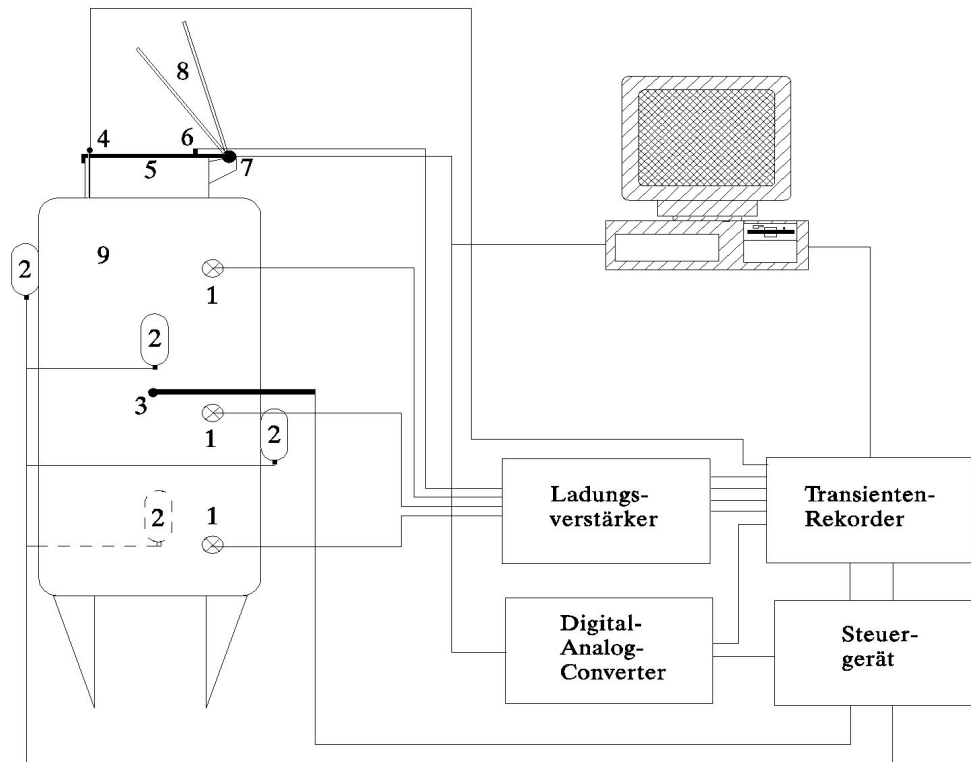 8
4
6
5
7
9
2
1
2
3
1
2
2
1
Ladungs-
verstärker
Transienten-
Rekorder
Digital-
Analog-
Converter
Steuer-
gerät